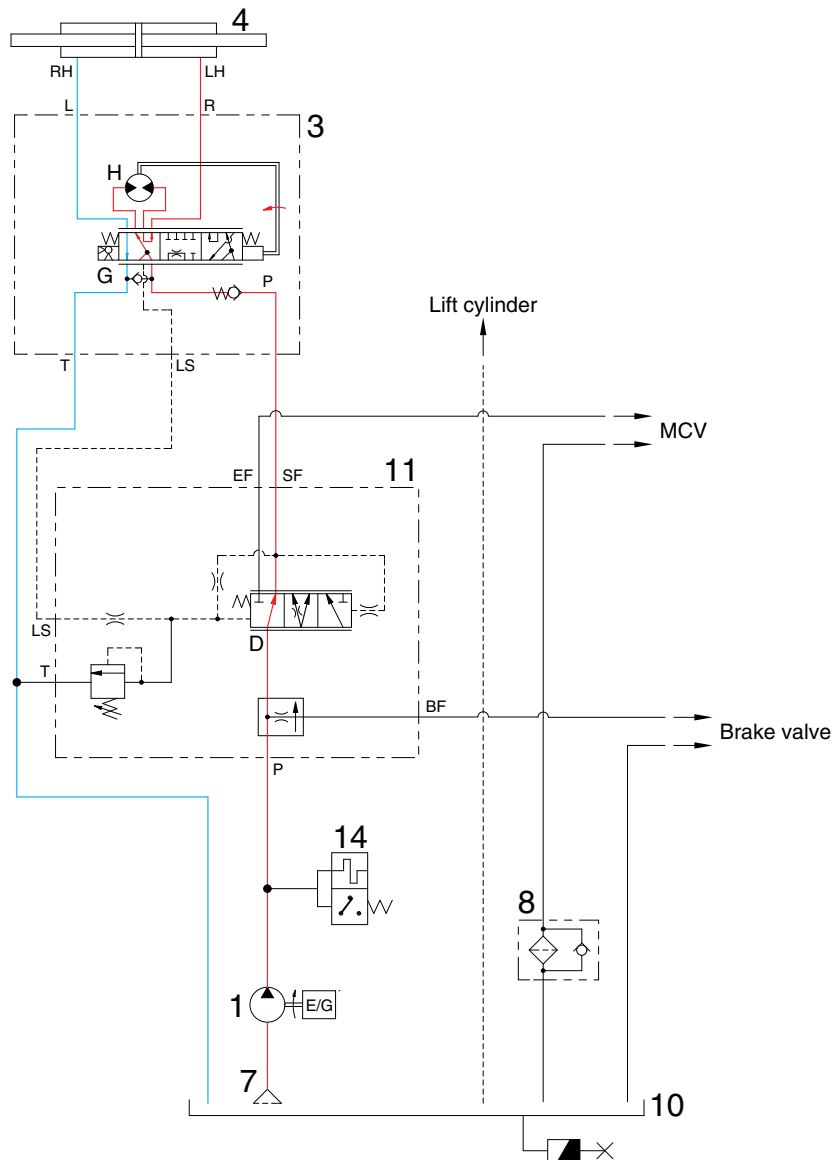 4
RH
LH
L
R
3
H
G
P
T
LS
Lift cylinder
MCV
EF
SF
11
LS
D
T
BF
Brake valve
P
14
8
1
E/G
7
10